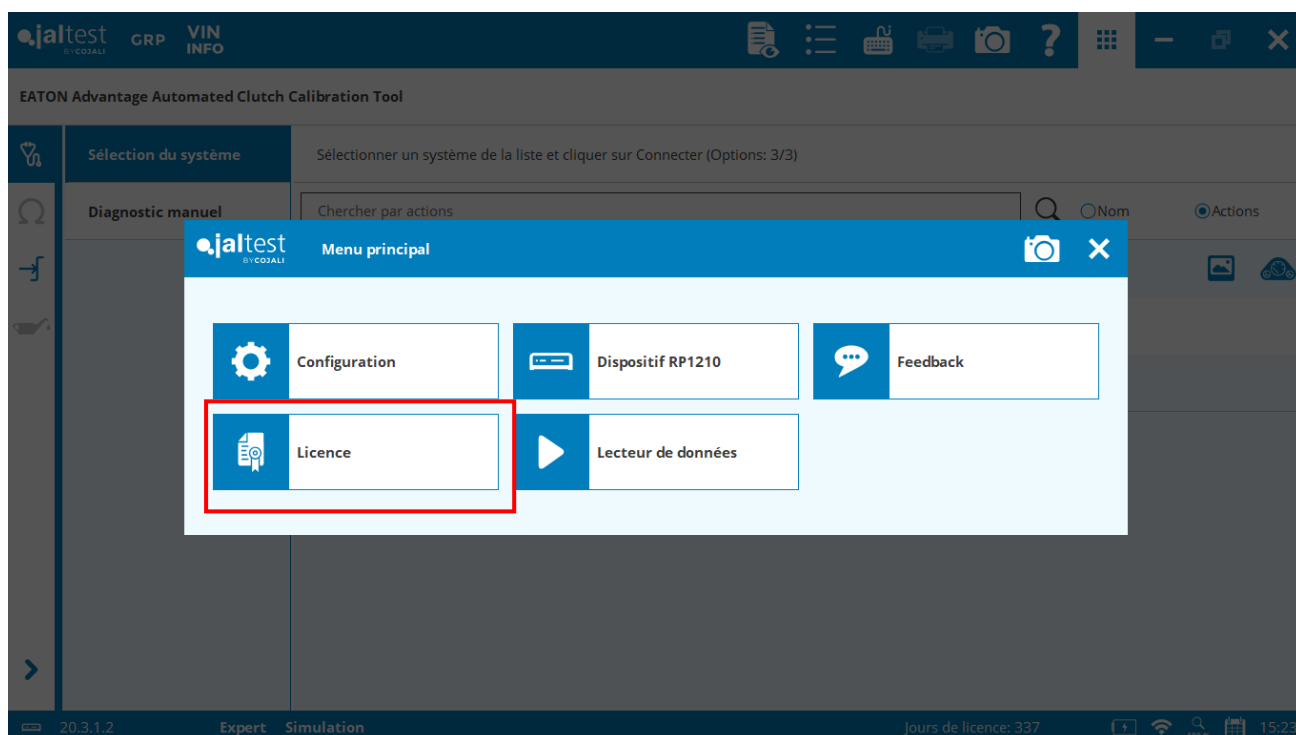 jaltest GRP VIN INFO
BY COJALI
EATON Advantage Automated Clutch Calibration Tool
Sélection du système
Sélectionner un système de la liste et cliquer sur Connecter (Options: 3/3)
Diagnostic manuel
Chercher par actions
Nom
Actions
jaltest
BY COJALI
Menu principal
Configuration
Dispositif RP1210
Feedback
Licence
Lecteur de données
20.3.1.2
Expert
Simulation
Jours de licence: 337
15:23